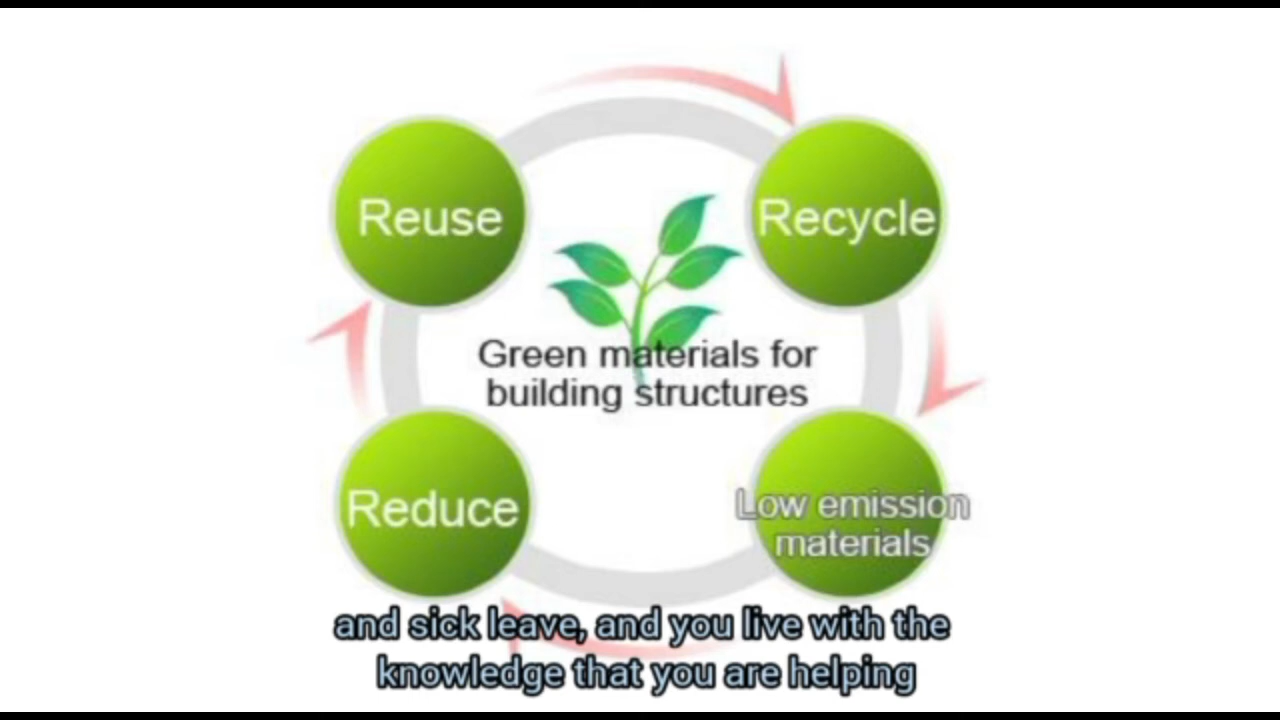 Reuse
Recycle
Green materials for
building structures
Reduce
Low emission
materials
and sick leave, and you live with the
knowledge that you are helping